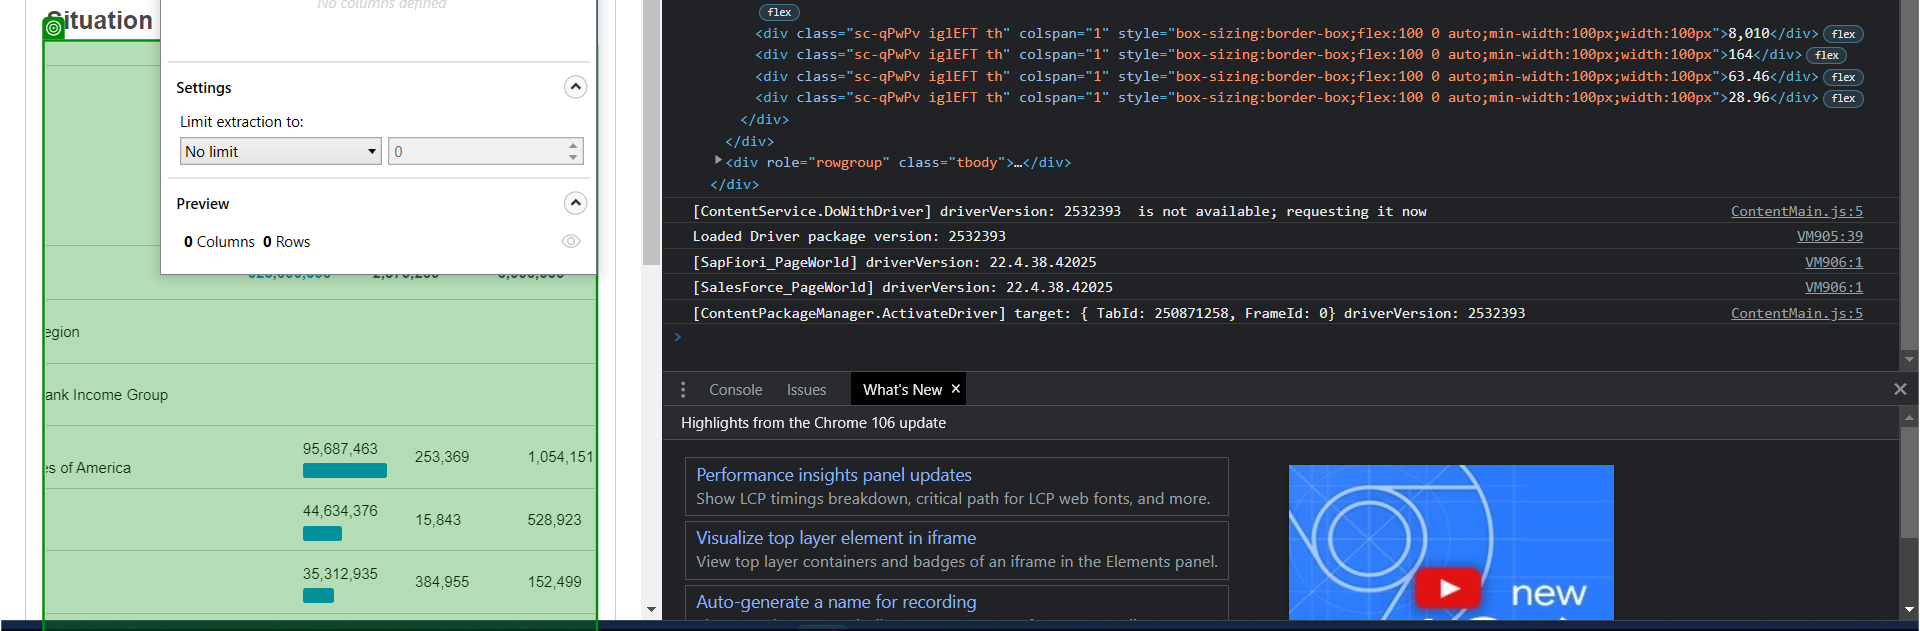 Situation
No columns defined
Settings
Limit extraction to:
No limit 0
Preview
0 Columns 0 Rows
egion
ank Income Group
es of America 95,687,463 253,369 1,054,151
44,634,376 15,843 528,923
35,312,935 384,955 152,499
flex
<div class="sc-qPwPv iglEFT th" colspan="1" style="box-sizing:border-box;flex:100 0 auto;min-width:100px;width:100px">8,010</div> flex
<div class="sc-qPwPv iglEFT th" colspan="1" style="box-sizing:border-box;flex:100 0 auto;min-width:100px;width:100px">164</div> flex
<div class="sc-qPwPv iglEFT th" colspan="1" style="box-sizing:border-box;flex:100 0 auto;min-width:100px;width:100px">63.46</div> flex
<div class="sc-qPwPv iglEFT th" colspan="1" style="box-sizing:border-box;flex:100 0 auto;min-width:100px;width:100px">28.96</div> flex
</div>
</div>
<div role="rowgroup" class="tbody">…</div>
</div>
[ContentService.DoWithDriver] driverVersion: 2532393 is not available; requesting it now ContentMain.js:5
Loaded Driver package version: 2532393 VM905:39
[SapFiori_PageWorld] driverVersion: 22.4.38.42025 VM906:1
[SalesForce_PageWorld] driverVersion: 22.4.38.42025 VM906:1
[ContentPackageManager.ActivateDriver] target: { TabId: 250871258, FrameId: 0} driverVersion: 2532393 ContentMain.js:5
Console Issues What's New ×
Highlights from the Chrome 106 update
Performance insights panel updates
Show LCP timings breakdown, critical path for LCP web fonts, and more.
Visualize top layer element in iframe
View top layer containers and badges of an iframe in the Elements panel.
Auto-generate a name for recording
new